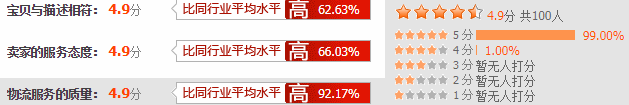 宝贝与描述相符： 4.9分 比同行业平均水平 高 62.63%
卖家的服务态度： 4.9分 比同行业平均水平 高 66.03%
物流服务的质量： 4.9分 比同行业平均水平 高 92.17%
4.9分 共100人
5分 99.00%
4分 1.00%
3分 暂无人打分
2分 暂无人打分
1分 暂无人打分